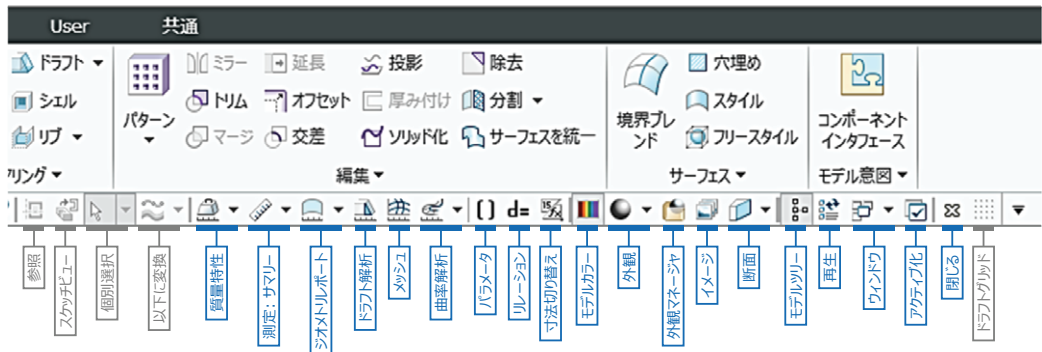 User 共通
ドラフト
シェル
リブ
パターン
ミラー 延長 投影 除去
トリム オフセット 厚み付け 分割
マージ 交差 ソリッド化 サーフェスを統一
境界ブレ
ンド
穴埋め
スタイル
フリースタイル
コンポーネント
インタフェース
アリング 編集 サーフェス モデル意図
d=
参照
スケッチビュー
個別選択
以下に変換
質量特性
測定: サマリー
ジオメトリレポート
ドラフト解析
メッシュ
曲率解析
パラメータ
リレーション
寸法切り替え
モデルカラー
外観
外観マネージャ
イメージ
断面
モデルツリー
再生
ウィンドウ
アクティブ化
閉じる
ドラフトグリッド